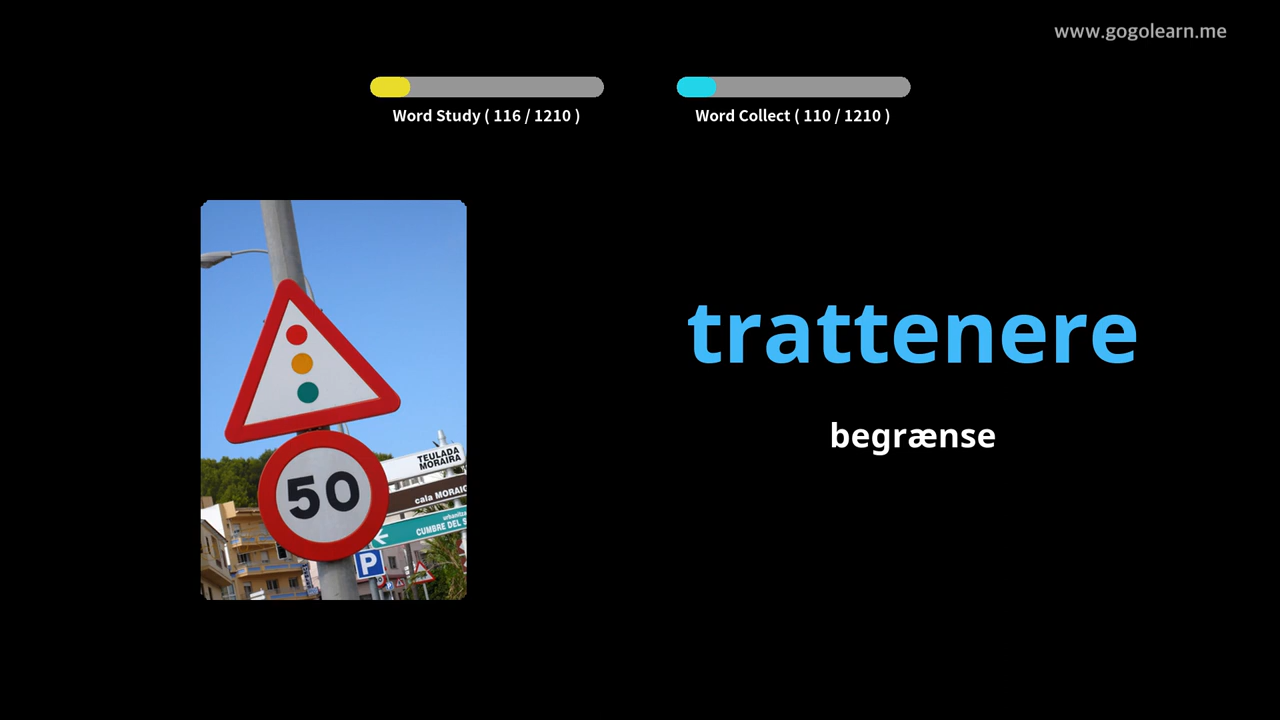 www.gogolearn.me
Word Study ( 116 / 1210 )
Word Collect ( 110 / 1210 )
trattenere
begrænse
50
TEULADA
MORAIRA
cala MORAIG
CUMBRE DEL S
P